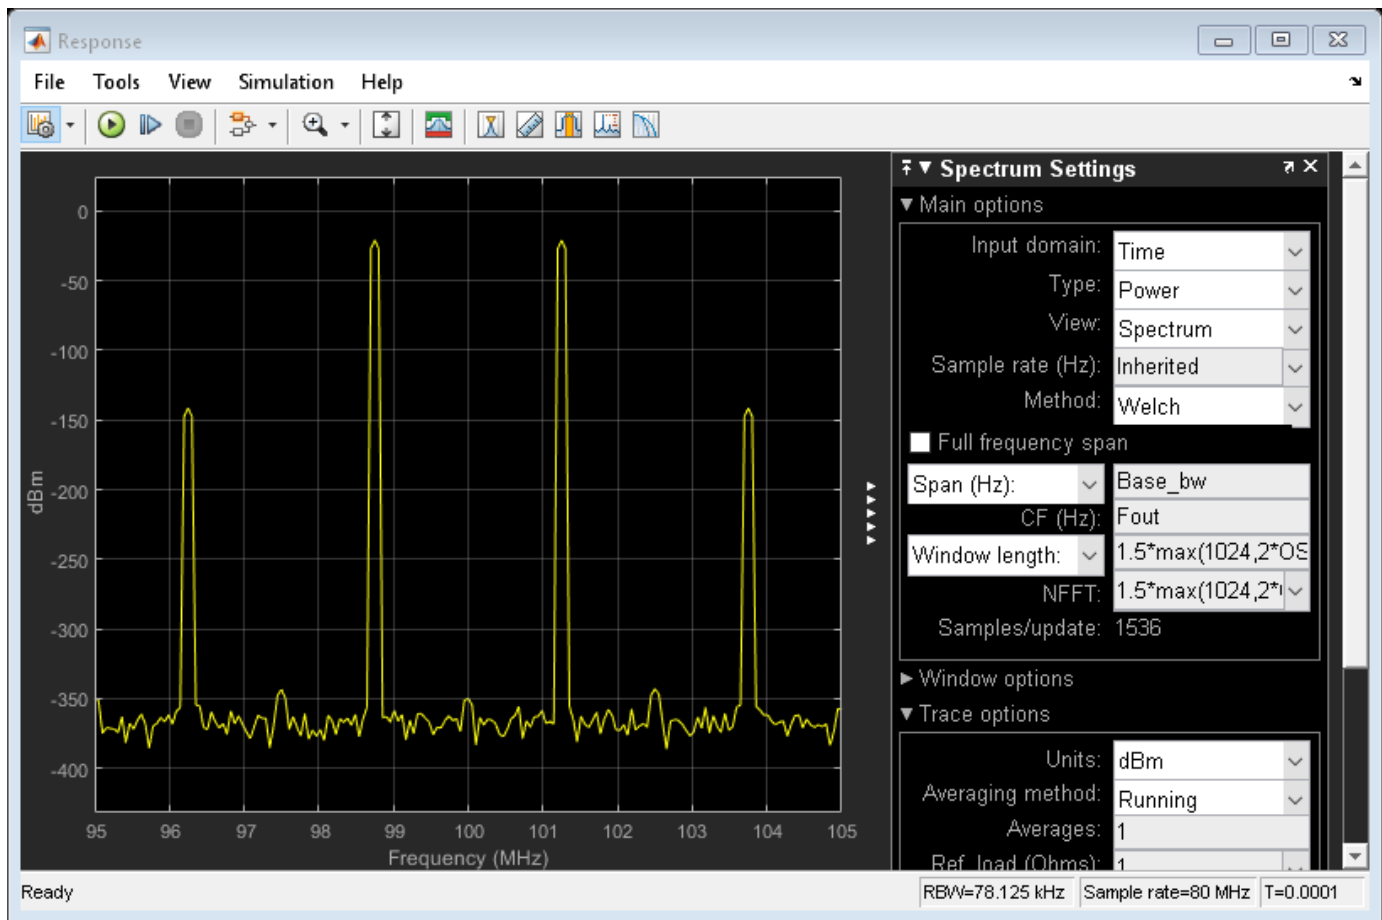 Response
File Tools View Simulation Help
0
-50
-100
-150
-200
-250
-300
-350
-400
dBm
95 96 97 98 99 100 101 102 103 104 105
Frequency (MHz)
Spectrum Settings
Main options
Input domain: Time
Type: Power
View: Spectrum
Sample rate (Hz): Inherited
Method: Welch
Full frequency span
Span (Hz): Base_bw
CF (Hz): Fout
Window length: 1.5*max(1024,2*OS
NFFT: 1.5*max(1024,2*
Samples/update: 1536
Window options
Trace options
Units: dBm
Averaging method: Running
Averages: 1
Ref. load (Ohms): 1
Ready
RBW=78.125 kHz Sample rate=80 MHz T=0.0001